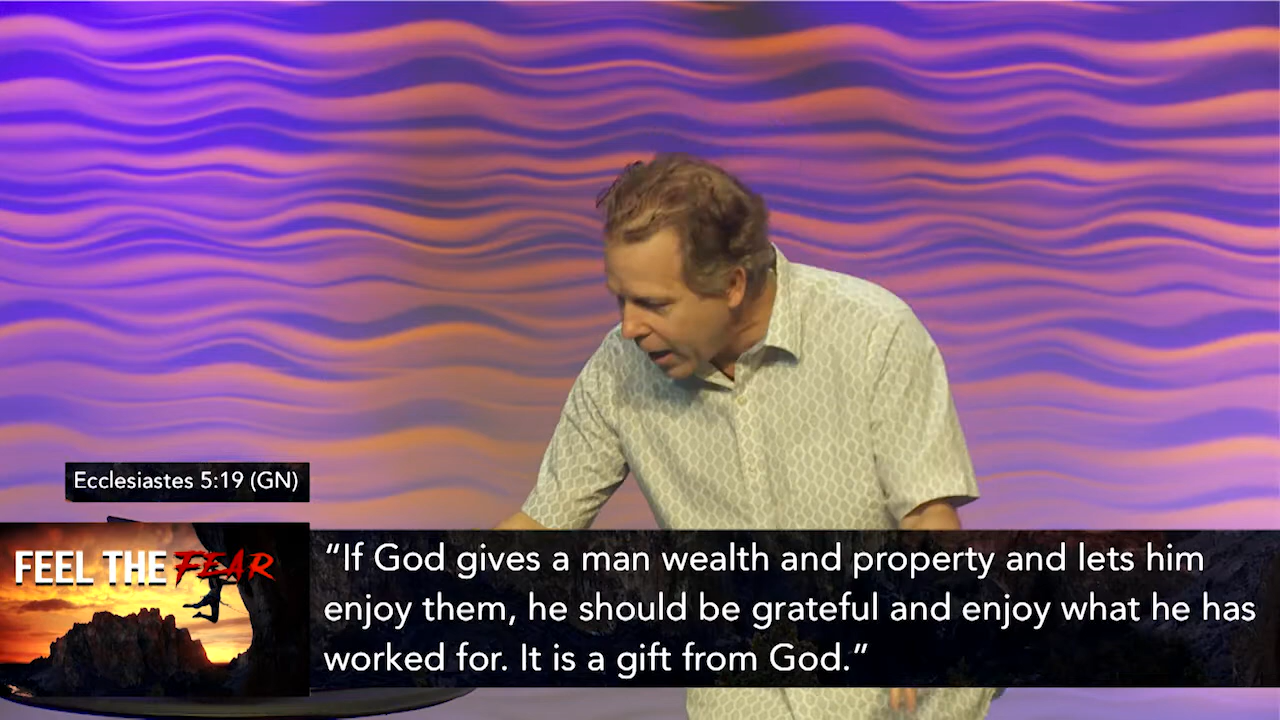 Ecclesiastes 5:19 (GN)
FEEL THE FEAR
“If God gives a man wealth and property and lets him
enjoy them, he should be grateful and enjoy what he has
worked for. It is a gift from God.”